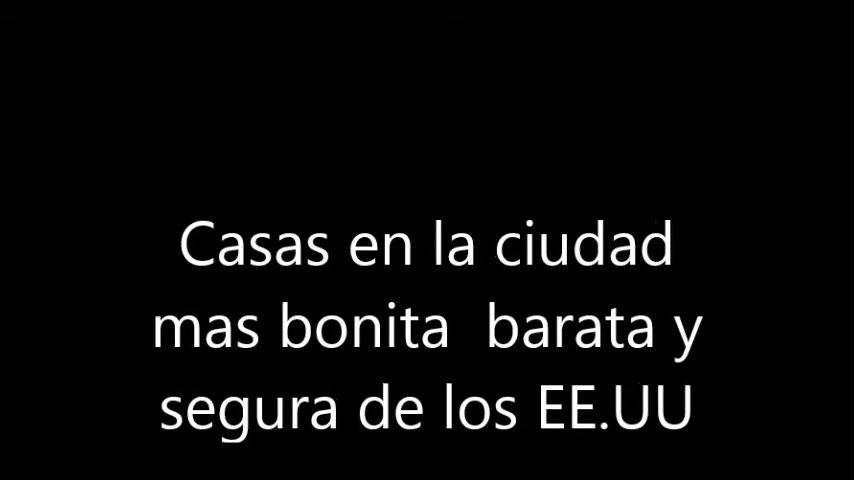 Casas en la ciudad
mas bonita  barata y
segura de los EE.UU